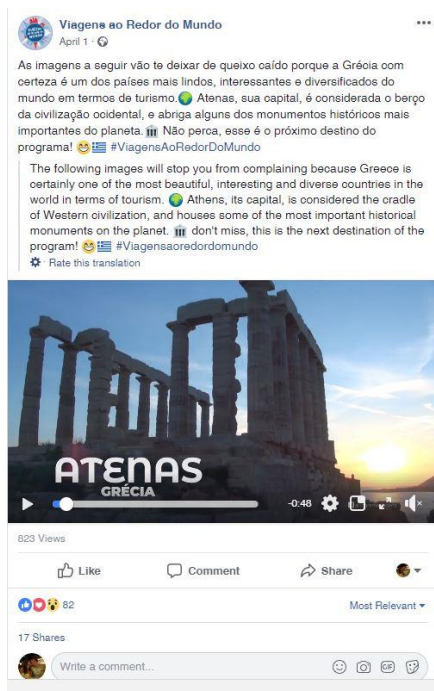 Viagens ao Redor do Mundo
April 1 ·
As imagens a seguir vão te deixar de queixo caído porque a Grécia com
certeza é um dos países mais lindos, interessantes e diversificados do
mundo em termos de turismo.🌍 Atenas, sua capital, é considerada o berço
da civilização ocidental, e abriga alguns dos monumentos históricos mais
importantes do planeta.🏛 Não perca, esse é o próximo destino do
programa! 😁🇬🇷 #ViagensAoRedorDoMundo
The following images will stop you from complaining because Greece is
certainly one of the most beautiful, interesting and diverse countries in the
world in terms of tourism. 🌍 Athens, its capital, is considered the cradle
of Western civilization, and houses some of the most important historical
monuments on the planet. 🏛 don't miss, this is the next destination of the
program! 😁🇬🇷 #Viagensaoredordomundo
· Rate this translation
ATENAS
GRÉCIA
-0:48
823 Views
Like Comment Share
82 Most Relevant
17 Shares
Write a comment...
GIF